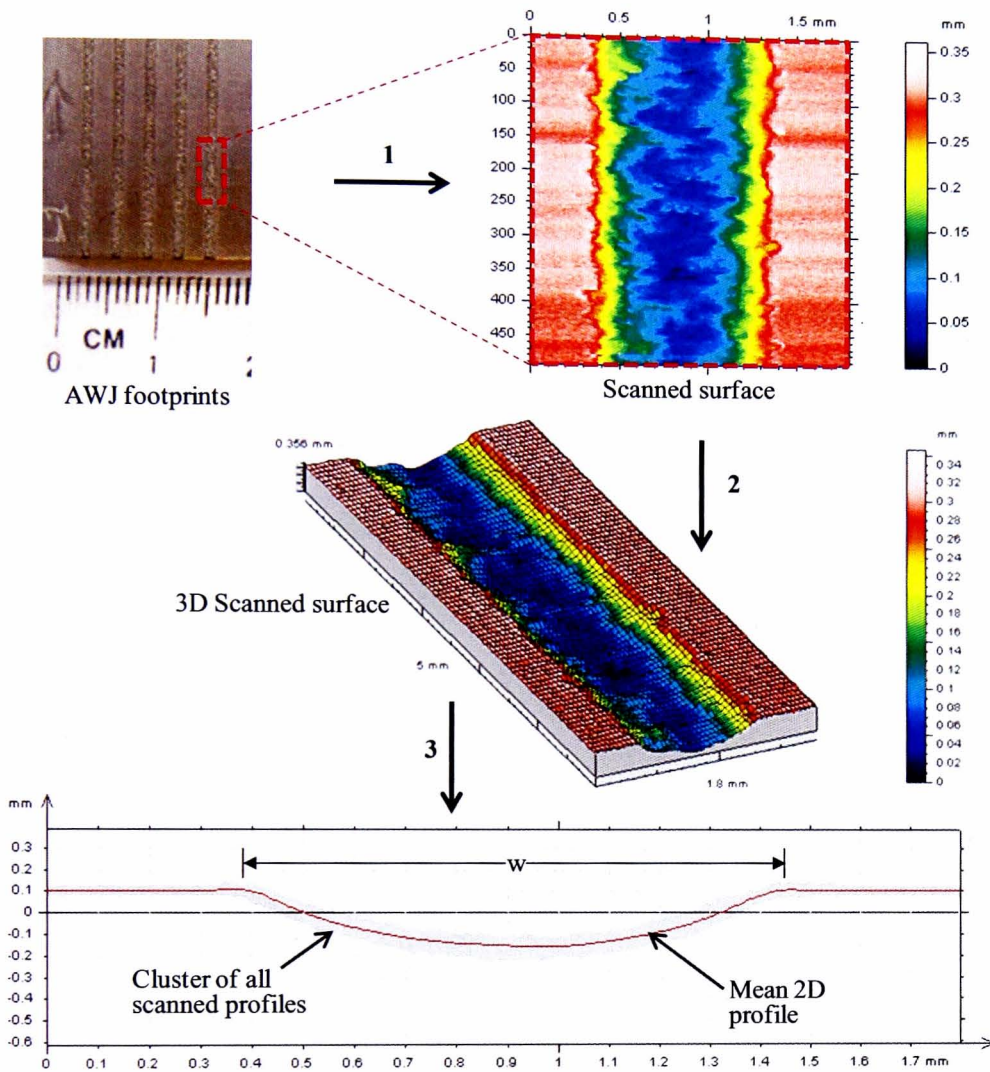 0 0.5 1 1.5 mm
0
50
100
150
200
250
300
350
400
450
mm
0.35
0.3
0.25
0.2
0.15
0.1
0.05
0
1
CM
0 1 2
AWJ footprints
Scanned surface
2
0.356 mm
3D Scanned surface
5 mm
1.8 mm
mm
0.34
0.32
0.3
0.28
0.26
0.24
0.22
0.2
0.18
0.16
0.14
0.12
0.1
0.08
0.06
0.04
0.02
0
3
mm
0.3
0.2
0.1
0
-0.1
-0.2
-0.3
-0.4
-0.5
-0.6
w
Cluster of all
scanned profiles
Mean 2D
profile
0 0.1 0.2 0.3 0.4 0.5 0.6 0.7 0.8 0.9 1 1.1 1.2 1.3 1.4 1.5 1.6 1.7 mm